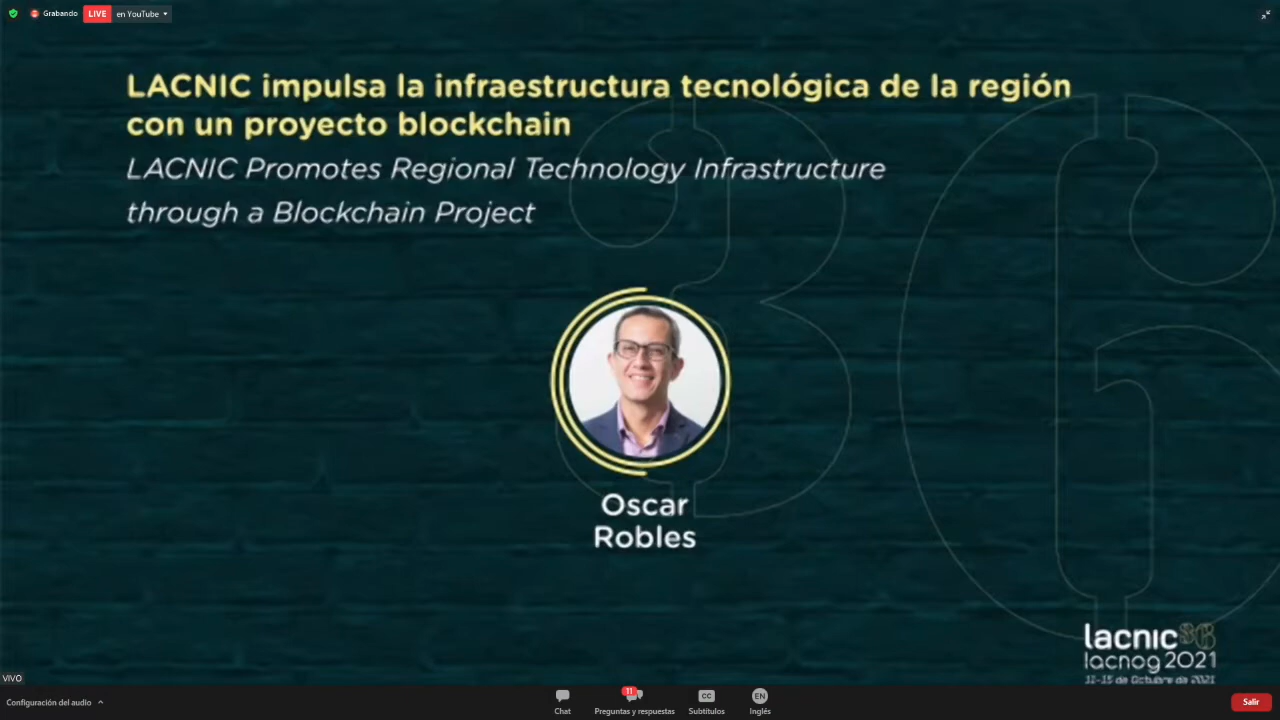 Grabando
LIVE
en YouTube
LACNIC impulsa la infraestructura tecnológica de la región
con un proyecto blockchain
LACNIC Promotes Regional Technology Infrastructure
through a Blockchain Project
36
Oscar
Robles
lacnic36
lacnog 2021
11-15 de Octubre de 2021
VIVO
Configuración del audio
Chat
11
Preguntas y respuestas
CC
Subtítulos
EN
Inglés
Salir